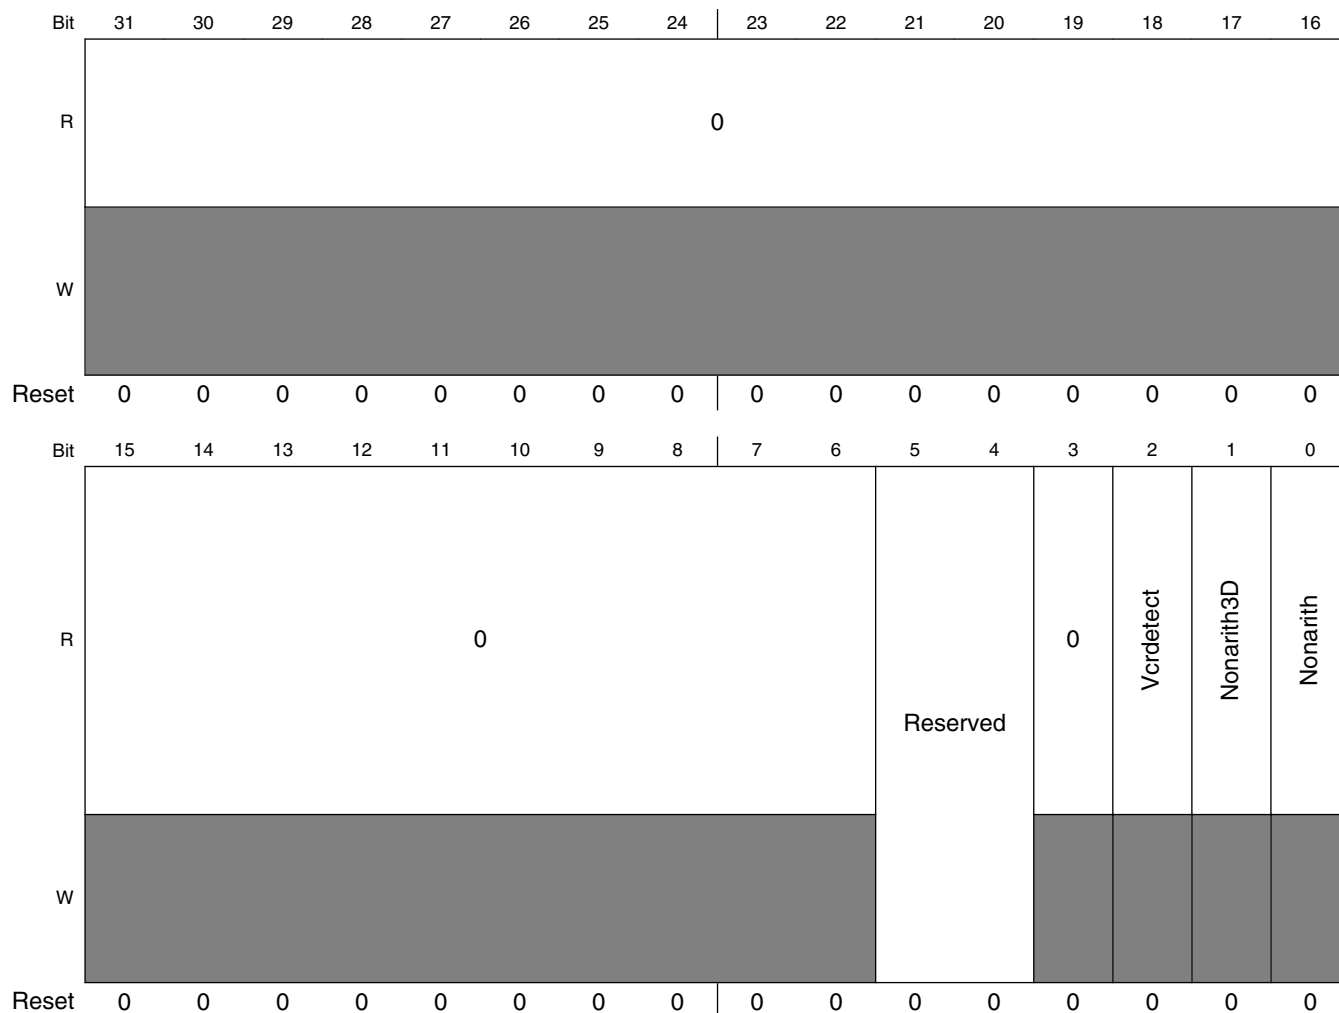 Bit 31 30 29 28 27 26 25 24 23 22 21 20 19 18 17 16
R 0
W
Reset 0 0 0 0 0 0 0 0 0 0 0 0 0 0 0 0
Bit 15 14 13 12 11 10 9 8 7 6 5 4 3 2 1 0
R 0 Reserved 0 Vcrdetect Nonarith3D Nonarith
W
Reset 0 0 0 0 0 0 0 0 0 0 0 0 0 0 0 0